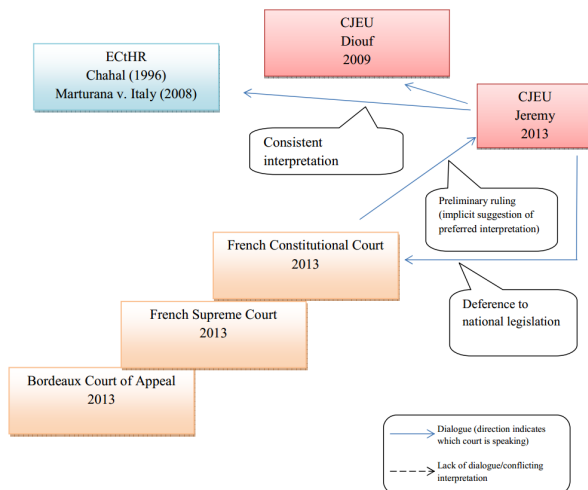 CJEU
Diouf
2009
ECtHR
Chahal (1996)
Marturana v. Italy (2008)
CJEU
Jeremy
2013
Consistent
interpretation
Preliminary ruling
(implicit suggestion of
preferred interpretation)
French Constitutional Court
2013
Deference to
national legislation
French Supreme Court
2013
Bordeaux Court of Appeal
2013
Dialogue (direction indicates
which court is speaking)
Lack of dialogue/conflicting
interpretation